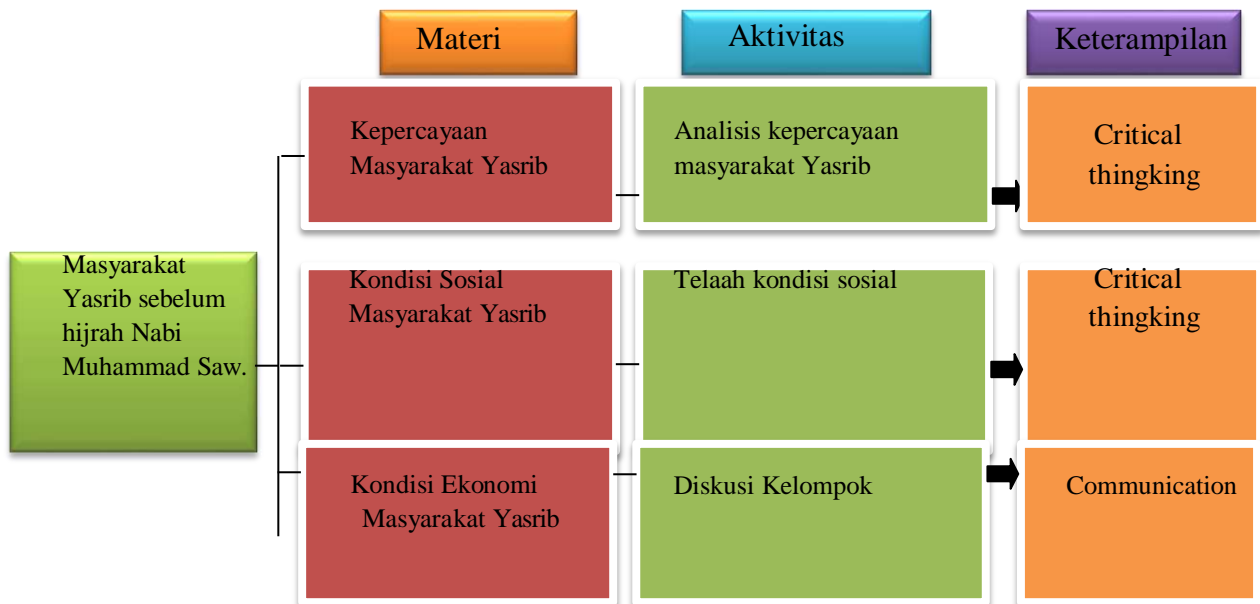 Materi
Aktivitas
Keterampilan
Kepercayaan
Masyarakat Yasrib
Analisis kepercayaan
masyarakat Yasrib
Critical
thingking
Masyarakat
Yasrib sebelum
hijrah Nabi
Muhammad Saw.
Kondisi Sosial
Masyarakat Yasrib
Telaah kondisi sosial
Critical
thingking
Kondisi Ekonomi
Masyarakat Yasrib
Diskusi Kelompok
Communication